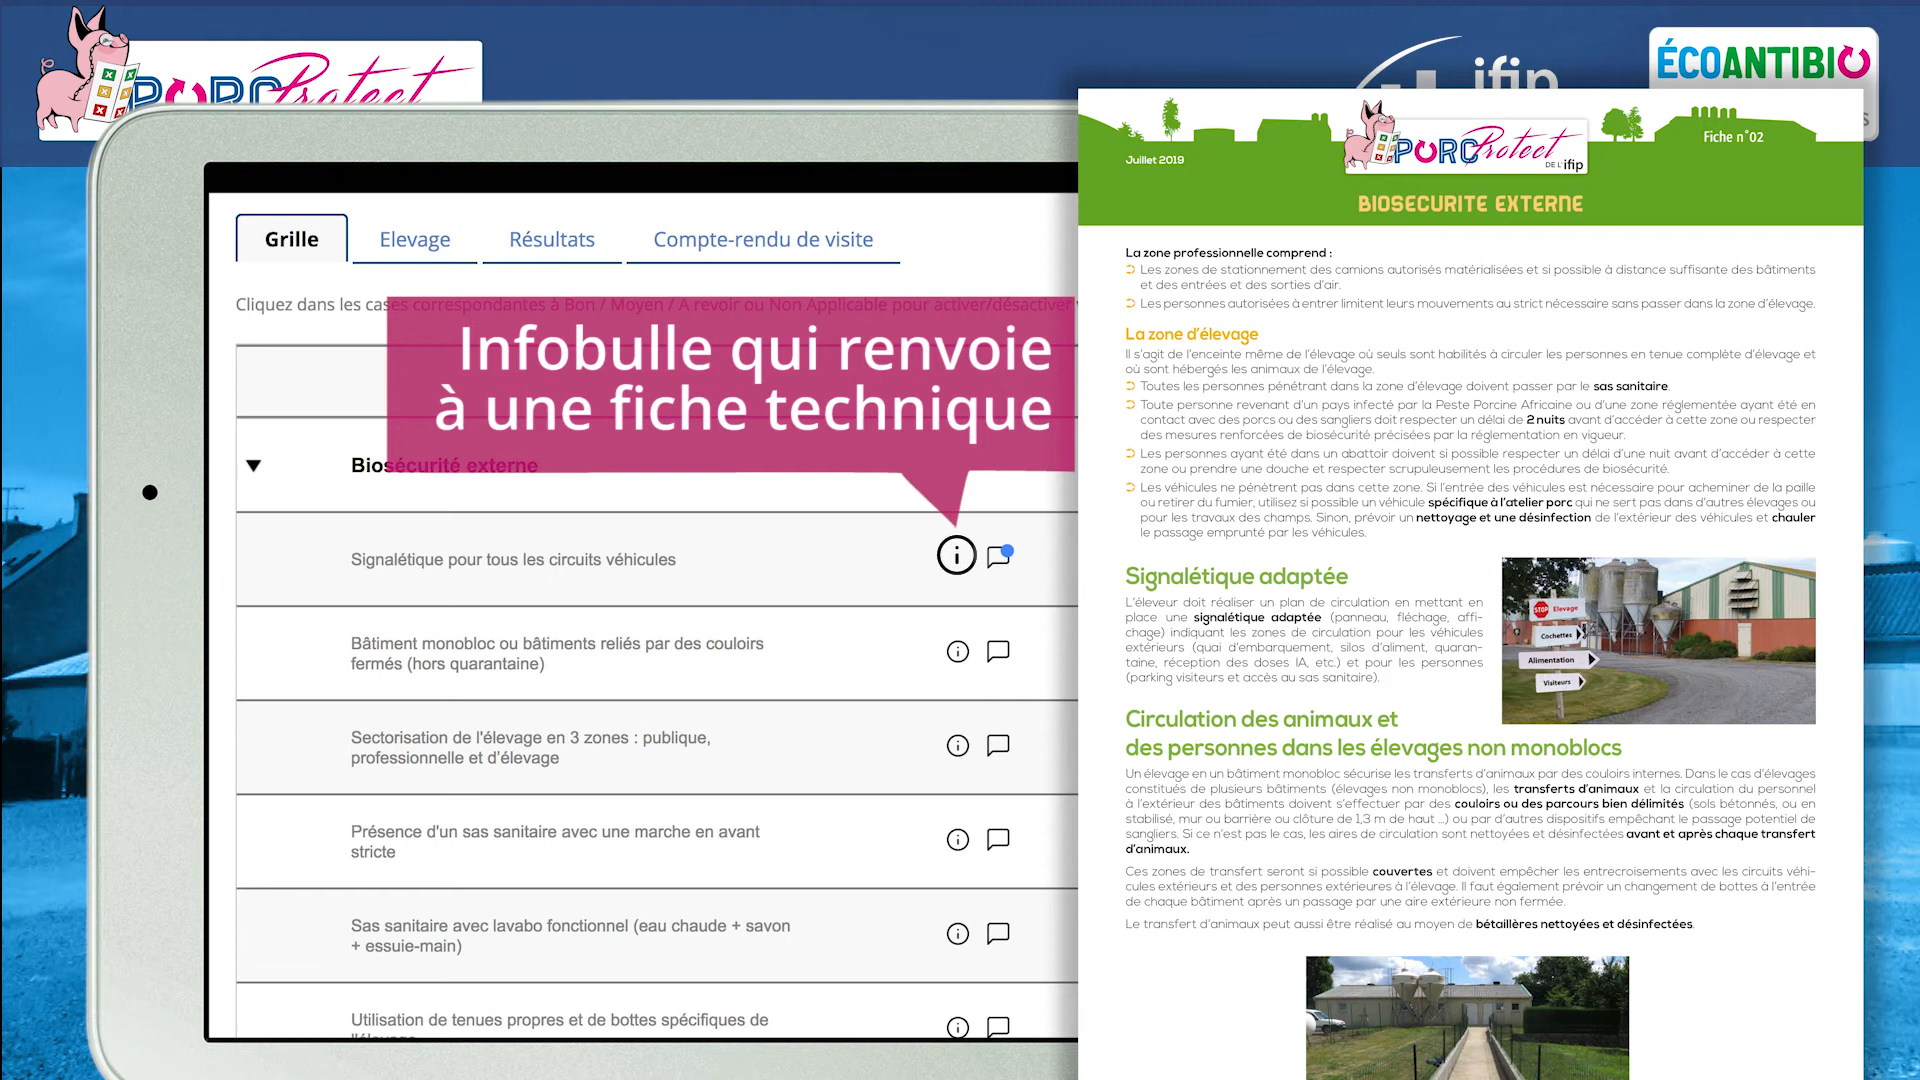 PORC Protect
ifip
ÉCOANTIBIO
Grille
Elevage
Résultats
Compte-rendu de visite
Cliquez dans les cases correspondantes à Bon / Moyen / A revoir ou Non Applicable pour activer/désactiver
Infobulle qui renvoie
à une fiche technique
Biosécurité externe
Signalétique pour tous les circuits véhicules
Bâtiment monobloc ou bâtiments reliés par des couloirs
fermés (hors quarantaine)
Sectorisation de l'élevage en 3 zones : publique,
professionnelle et d'élevage
Présence d'un sas sanitaire avec une marche en avant
stricte
Sas sanitaire avec lavabo fonctionnel (eau chaude + savon
+ essuie-main)
Utilisation de tenues propres et de bottes spécifiques de
l'élevage
Juillet 2019
PORC Protect
DE L'ifip
Fiche n°02
BIOSECURITE EXTERNE
La zone professionnelle comprend :
Les zones de stationnement des camions autorisés matérialisées et si possible à distance suffisante des bâtiments
et des entrées et des sorties d'air.
Les personnes autorisées à entrer limitent leurs mouvements au strict nécessaire sans passer dans la zone d'élevage.
La zone d'élevage
Il s'agit de l'enceinte même de l'élevage où seuls sont habilités à circuler les personnes en tenue complète d'élevage et
où sont hébergés les animaux de l'élevage.
Toutes les personnes pénétrant dans la zone d'élevage doivent passer par le sas sanitaire.
Toute personne revenant d'un pays infecté par la Peste Porcine Africaine ou d'une zone réglementée ayant été en
contact avec des porcs ou des sangliers doit respecter un délai de 2 nuits avant d'accéder à cette zone ou respecter
des mesures renforcées de biosécurité précisées par la réglementation en vigueur.
Les personnes ayant été dans un abattoir doivent si possible respecter un délai d'une nuit avant d'accéder à cette
zone ou prendre une douche et respecter scrupuleusement les procédures de biosécurité.
Les véhicules ne pénètrent pas dans cette zone. Si l'entrée des véhicules est nécessaire pour acheminer de la paille
ou retirer du fumier, utilisez si possible un véhicule spécifique à l'atelier porc qui ne sert pas dans d'autres élevages ou
pour les travaux des champs. Sinon, prévoir un nettoyage et une désinfection de l'extérieur des véhicules et chauler
le passage emprunté par les véhicules.
Signalétique adaptée
L'éleveur doit réaliser un plan de circulation en mettant en
place une signalétique adaptée (panneau, fléchage, affi-
chage) indiquant les zones de circulation pour les véhicules
extérieurs (quai d'embarquement, silos d'aliment, quaran-
taine, réception des doses IA, etc.) et pour les personnes
(parking visiteurs et accès au sas sanitaire).
STOP Elevage
Cochettes
Alimentation
Visiteurs
Circulation des animaux et
des personnes dans les élevages non monoblocs
Un élevage en un bâtiment monobloc sécurise les transferts d'animaux par des couloirs internes. Dans le cas d'élevages
constitués de plusieurs bâtiments (élevages non monoblocs), les transferts d'animaux et la circulation du personnel
à l'extérieur des bâtiments doivent s'effectuer par des couloirs ou des parcours bien délimités (sols bétonnés, ou en
stabilisé, mur ou barrière ou clôture de 1,3 m de haut ...) ou par d'autres dispositifs empêchant le passage potentiel de
sangliers. Si ce n'est pas le cas, les aires de circulation sont nettoyées et désinfectées avant et après chaque transfert
d'animaux.
Ces zones de transfert seront si possible couvertes et doivent empêcher les entrecroisements avec les circuits véhi-
cules extérieurs et des personnes extérieures à l'élevage. Il faut également prévoir un changement de bottes à l'entrée
de chaque bâtiment après un passage par une aire extérieure non fermée.
Le transfert d'animaux peut aussi être réalisé au moyen de bétaillères nettoyées et désinfectées.